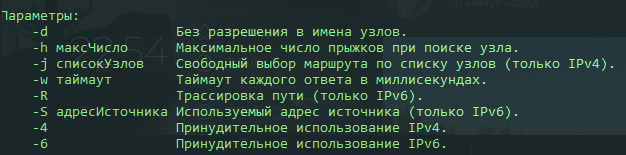 30 минут назад
Параметры:
-d Без разрешения в имена узлов.
-h максЧисло Максимальное число прыжков при поиске узла.
-j списокУзлов Свободный выбор маршрута по списку узлов (только IPv4).
-w таймаут Таймаут каждого ответа в миллисекундах.
-R Трассировка пути (только IPv6).
-S адресИсточника Используемый адрес источника (только IPv6).
-4 Принудительное использование IPv4.
-6 Принудительное использование IPv6.